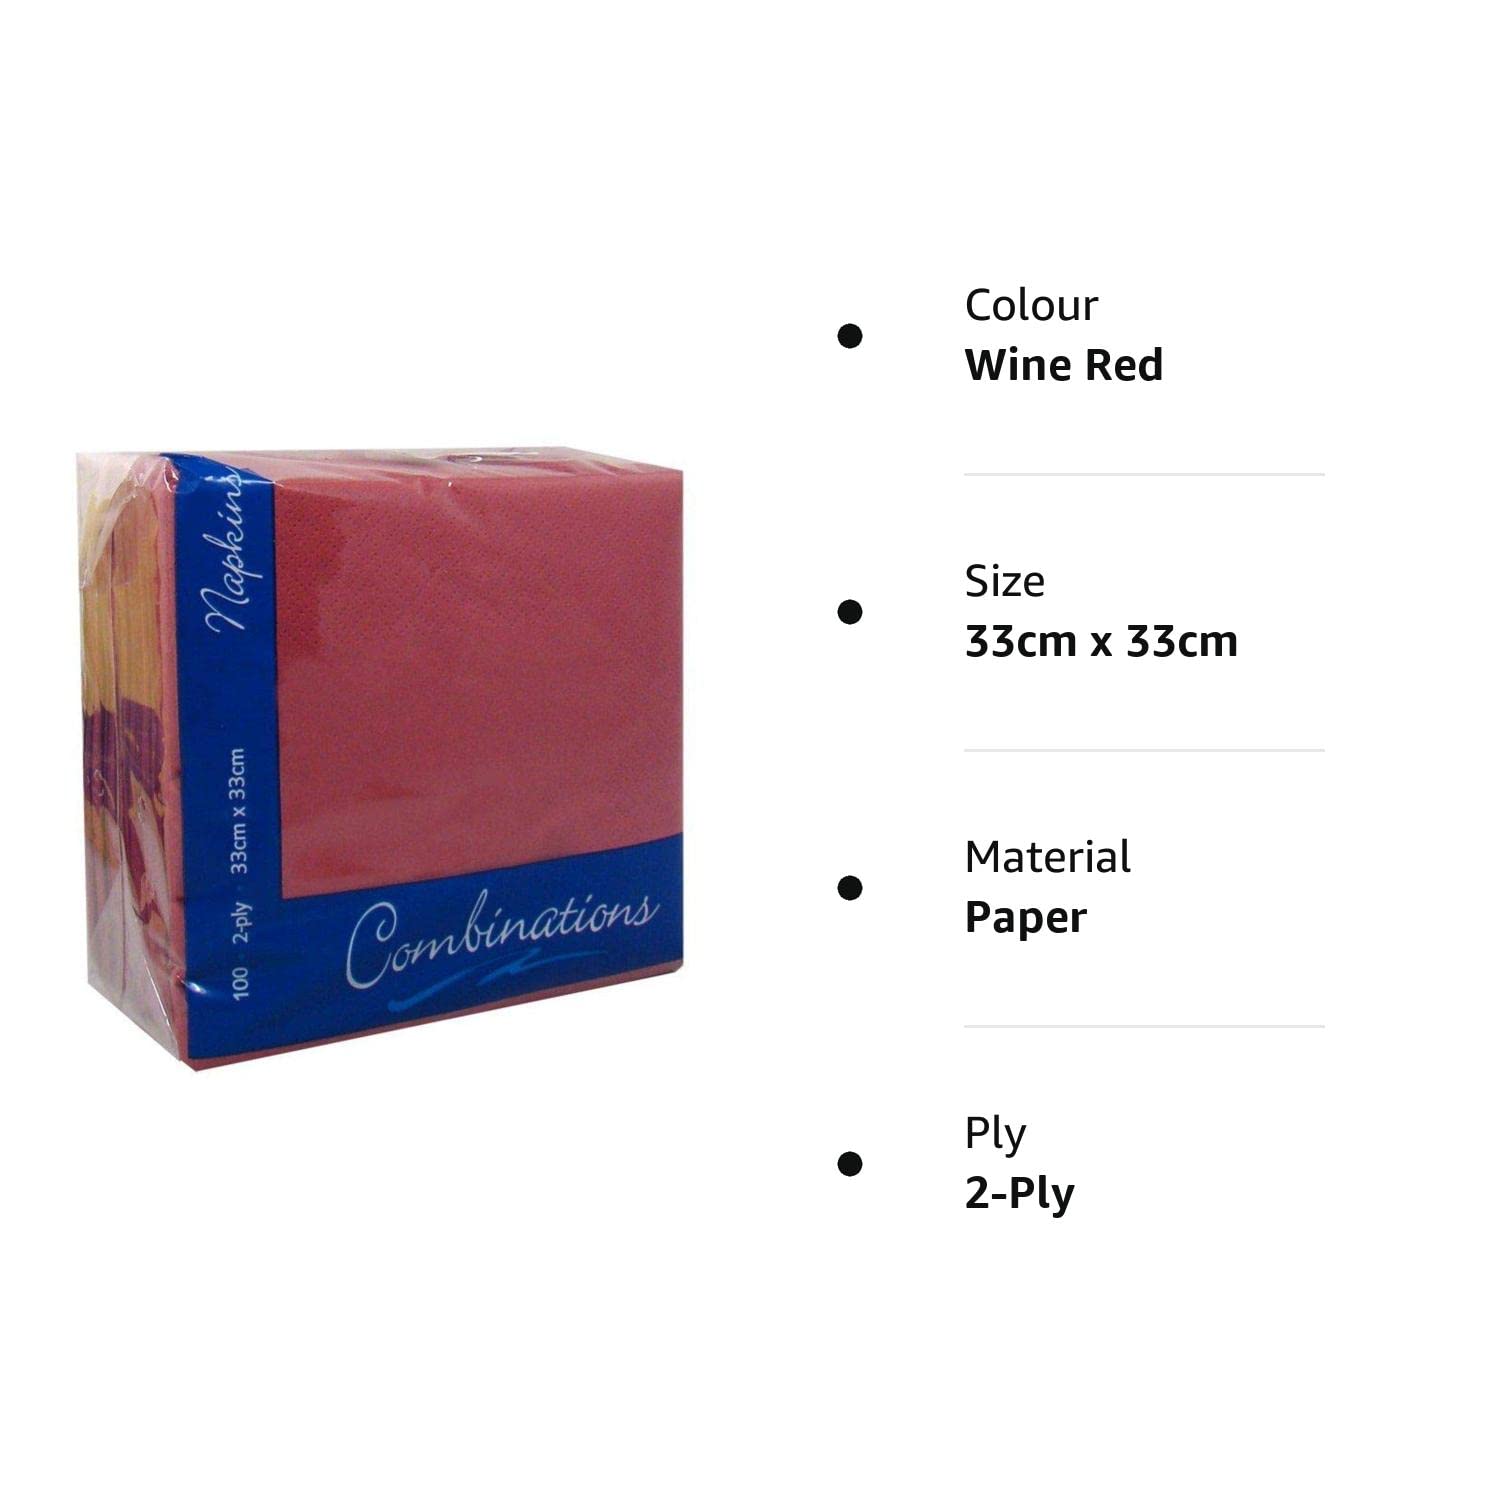 Napkins
100 · 2-ply · 33cm x 33cm
Combinations
Colour
Wine Red
Size
33cm x 33cm
Material
Paper
Ply
2-Ply